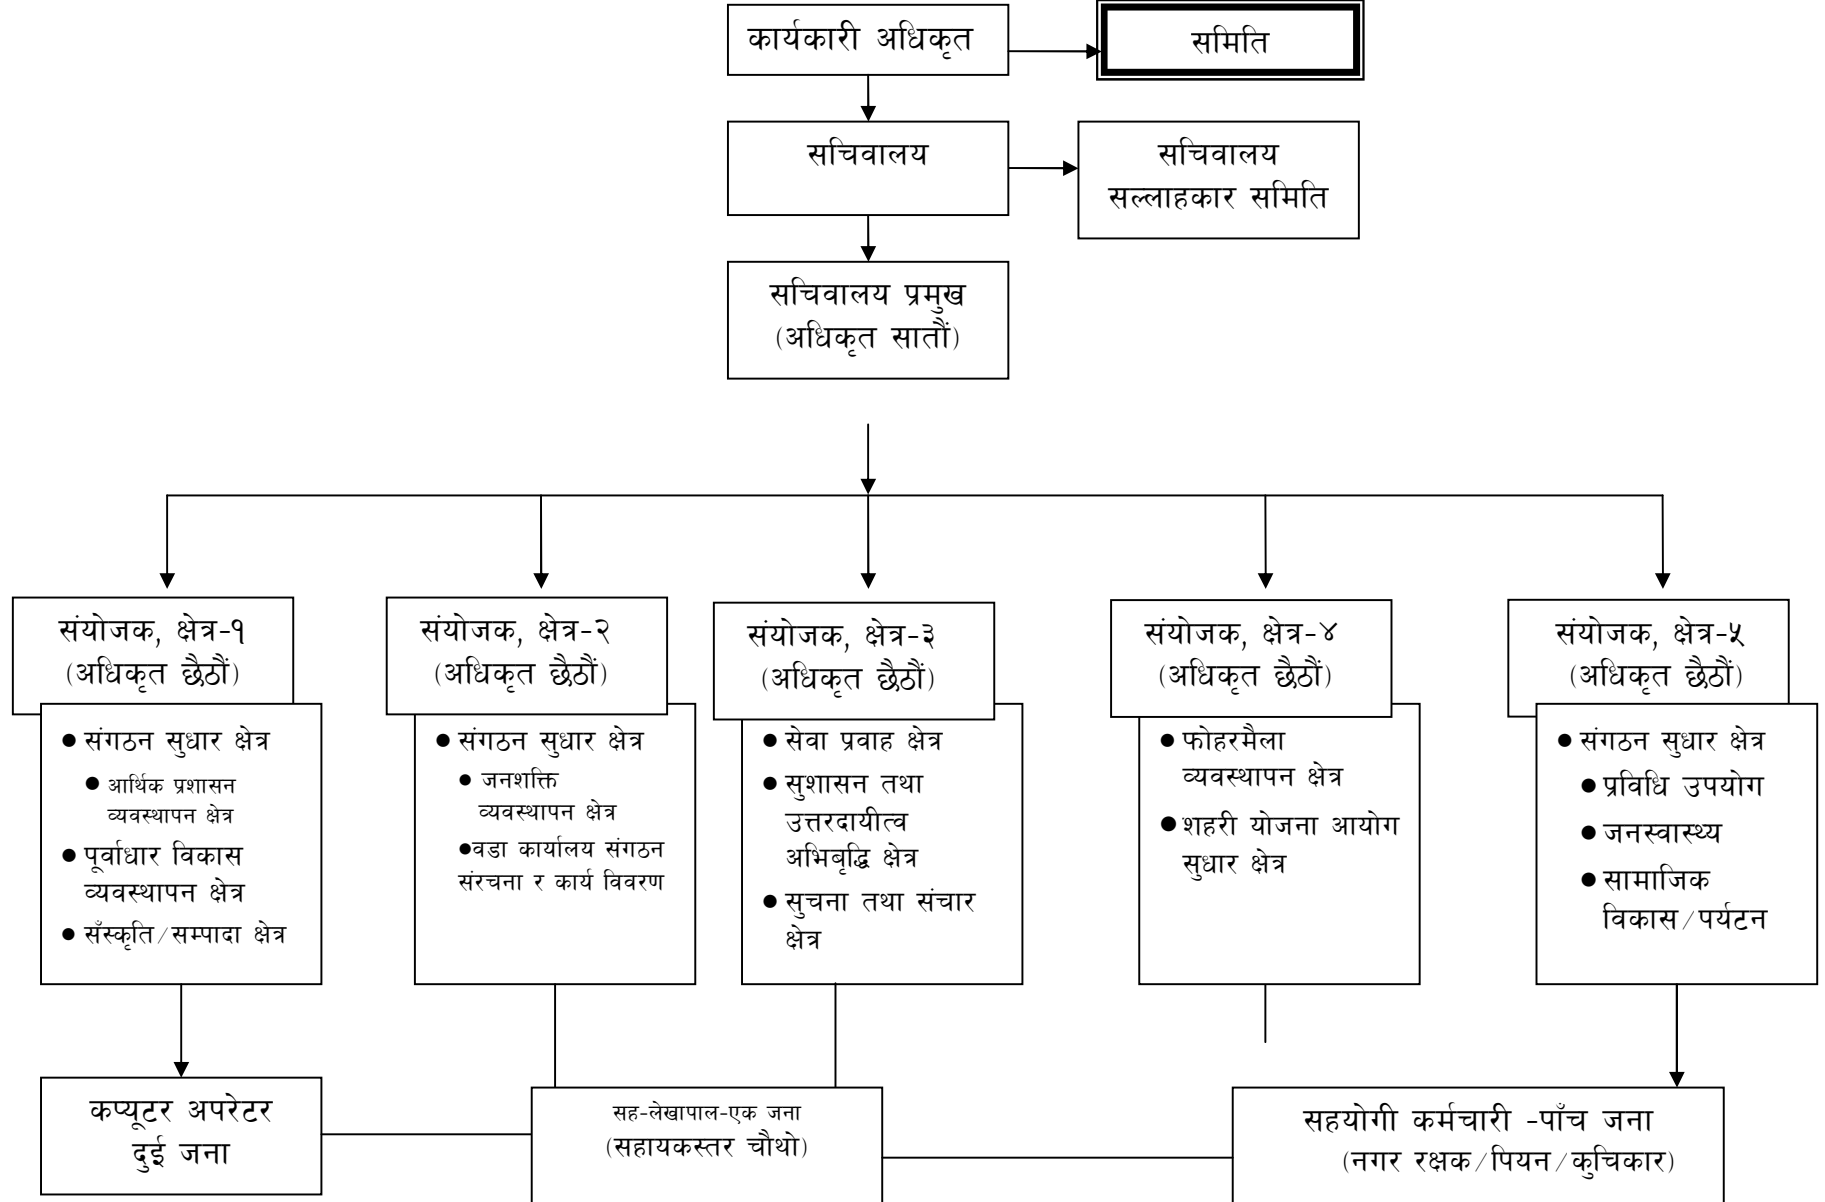 कार्यकारी अधिकृत
समिति
सचिवालय
सचिवालय
सल्लाहकार समिति
सचिवालय प्रमुख
(अधिकृत सातौं)
संयोजक, क्षेत्र-१
(अधिकृत छैठौं)
● संगठन सुधार क्षेत्र
● आर्थिक प्रशासन
व्यवस्थापन क्षेत्र
● पूर्वाधार विकास
व्यवस्थापन क्षेत्र
● सँस्कृति/सम्पादा क्षेत्र
संयोजक, क्षेत्र-२
(अधिकृत छैठौं)
● संगठन सुधार क्षेत्र
● जनशक्ति
व्यवस्थापन क्षेत्र
●वडा कार्यालय संगठन
संरचना र कार्य विवरण
संयोजक, क्षेत्र-३
(अधिकृत छैठौं)
● सेवा प्रवाह क्षेत्र
● सुशासन तथा
उत्तरदायीत्व
अभिबृद्धि क्षेत्र
● सुचना तथा संचार
क्षेत्र
संयोजक, क्षेत्र-४
(अधिकृत छैठौं)
● फोहरमैला
व्यवस्थापन क्षेत्र
● शहरी योजना आयोग
सुधार क्षेत्र
संयोजक, क्षेत्र-५
(अधिकृत छैठौं)
● संगठन सुधार क्षेत्र
● प्रविधि उपयोग
● जनस्वास्थ्य
● सामाजिक
विकास/पर्यटन
कप्यूटर अपरेटर
दुई जना
सह-लेखापाल-एक जना
(सहायकस्तर चौथो)
सहयोगी कर्मचारी -पाँच जना
(नगर रक्षक/पियन/कुचिकार)